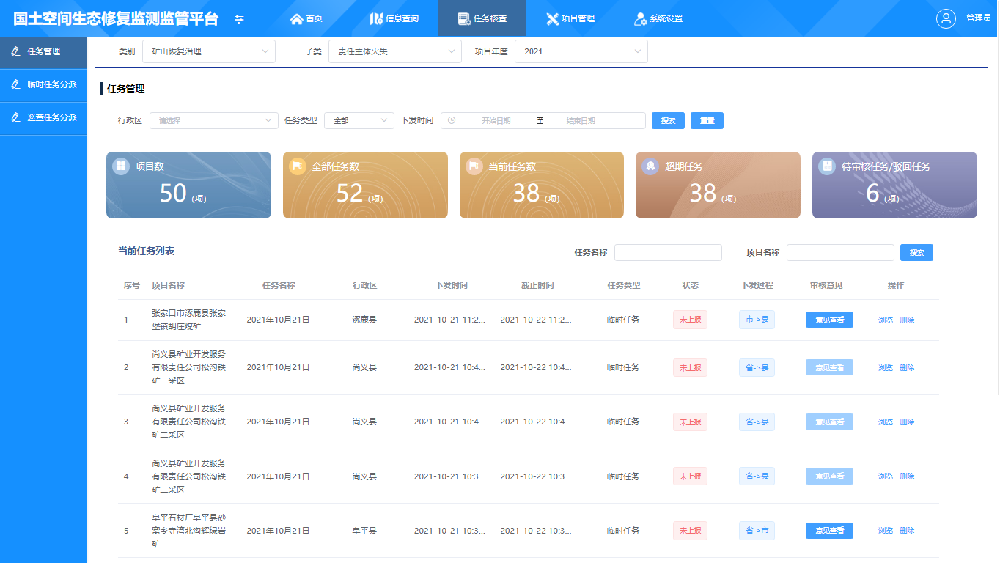 国土空间生态修复监测监管平台 首页 信息查询 任务核查 项目管理 系统设置 管理员
任务管理
临时任务分派
巡查任务分派
类别 矿山恢复治理 子类 责任主体灭失 项目年度 2021
任务管理
行政区 请选择 任务类型 全部 下发时间 开始日期 至 结束日期 搜索 重置
项目数 全部任务数 当前任务数 超期任务 待审核任务/驳回任务
50 (项) 52 (项) 38 (项) 38 (项) 6 (项)
当前任务列表 任务名称 项目名称 搜索
序号 项目名称 任务名称 行政区 下发时间 截止时间 任务类型 状态 下发过程 审核意见 操作
张家口市涿鹿县张家
1 2021年10月21日 涿鹿县 2021-10-21 11:2... 2021-10-22 11:2... 临时任务 未上报 市->县 意见查看 浏览 删除
堡镇胡庄煤矿
尚义县矿业开发服务
2 有限责任公司松沟铁 2021年10月21日 尚义县 2021-10-21 10:4... 2021-10-22 10:4... 临时任务 未上报 省->县 意见查看 浏览 删除
矿二采区
尚义县矿业开发服务
3 有限责任公司松沟铁 2021年10月21日 尚义县 2021-10-21 10:4... 2021-10-22 10:4... 临时任务 未上报 省->县 意见查看 浏览 删除
矿二采区
尚义县矿业开发服务
4 有限责任公司松沟铁 2021年10月21日 尚义县 2021-10-21 10:3... 2021-10-22 10:3... 临时任务 未上报 省->县 意见查看 浏览 删除
矿二采区
阜平石材厂阜平县砂
5 窝乡寺湾北沟辉绿岩 2021年10月21日 阜平县 2021-10-21 10:3... 2021-10-22 10:3... 临时任务 未上报 省->市 意见查看 浏览 删除
矿